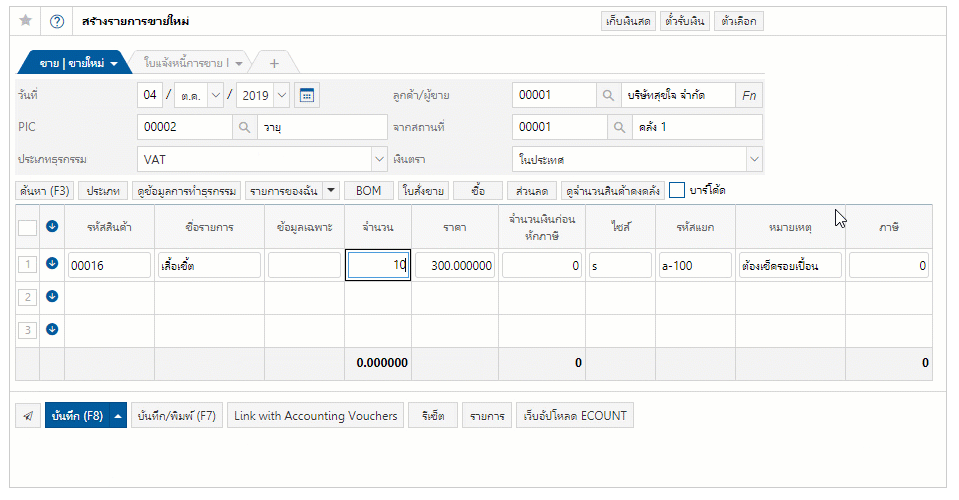 สร้างรายการขายใหม่ เก็บเงินสด ตั๋วรับเงิน ตัวเลือก
ขาย | ขายใหม่ ใบแจ้งหนี้การขาย I +
วันที่ 04 / ต.ค. / 2019 ลูกค้า/ผู้ขาย 00001 บริษัทสุขใจ จำกัด Fn
PIC 00002 วายุ จากสถานที่ 00001 คลัง 1
ประเภทธุรกรรม VAT เงินตรา ในประเทศ
ค้นหา (F3) ประเภท ดูข้อมูลการทำธุรกรรม รายการของฉัน BOM ใบสั่งขาย ซื้อ ส่วนลด ดูจำนวนสินค้าคงคลัง บาร์โค้ด
รหัสสินค้า ชื่อรายการ ข้อมูลเฉพาะ จำนวน ราคา จำนวนเงินก่อน
หักภาษี ไซส์ รหัสแยก หมายเหตุ ภาษี
1 00016 เสื้อเชิ้ต 10 300.000000 0 s a-100 ต้องเช็ครอยเปื้อน 0
2
3
0.000000 0 0
บันทึก (F8) บันทึก/พิมพ์ (F7) Link with Accounting Vouchers รีเซ็ต รายการ เว็บอัปโหลด ECOUNT